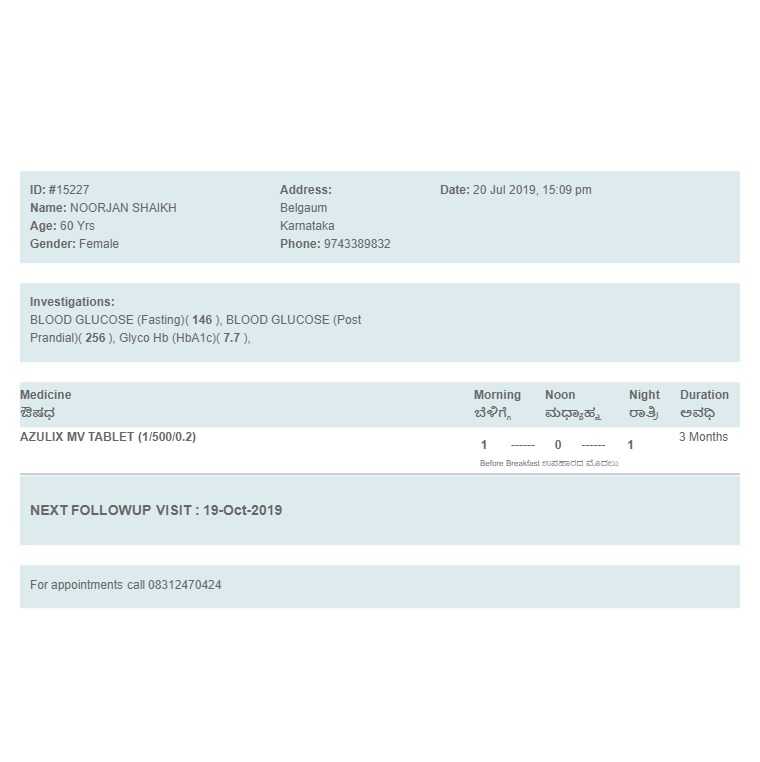 ID: #15227
Name: NOORJAN SHAIKH
Age: 60 Yrs
Gender: Female
Address:
Belgaum
Karnataka
Phone: 9743389832
Date: 20 Jul 2019, 15:09 pm
Investigations:
BLOOD GLUCOSE (Fasting)( 146 ), BLOOD GLUCOSE (Post
Prandial)( 256 ), Glyco Hb (HbA1c)( 7.7 ),
Medicine Morning Noon Night Duration
ಔಷಧ ಬೆಳಿಗ್ಗೆ ಮಧ್ಯಾಹ್ನ ರಾತ್ರಿ ಅವಧಿ
AZULIX MV TABLET (1/500/0.2) 1 ------ 0 ------ 1 3 Months
Before Breakfast ಉಪಹಾರದ ಮೊದಲು
NEXT FOLLOWUP VISIT : 19-Oct-2019
For appointments call 08312470424